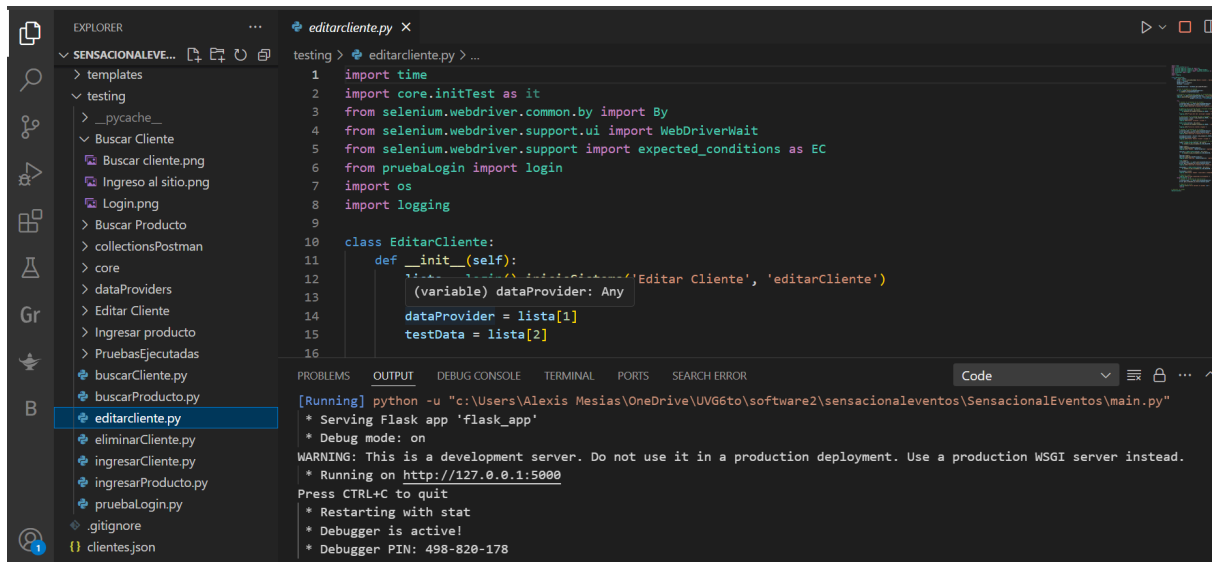 EXPLORER ...
SENSACIONALEVE...
templates
testing
__pycache__
Buscar Cliente
Buscar cliente.png
Ingreso al sitio.png
Login.png
Buscar Producto
collectionsPostman
core
dataProviders
Editar Cliente
Ingresar producto
PruebasEjecutadas
buscarCliente.py
buscarProducto.py
editarcliente.py
eliminarCliente.py
ingresarCliente.py
ingresarProducto.py
pruebaLogin.py
.gitignore
{} clientes.json
Gr
B
1
editarcliente.py ×
testing > editarcliente.py > ...
1 import time
2 import core.initTest as it
3 from selenium.webdriver.common.by import By
4 from selenium.webdriver.support.ui import WebDriverWait
5 from selenium.webdriver.support import expected_conditions as EC
6 from pruebaLogin import login
7 import os
8 import logging
9
10 class EditarCliente:
11 def __init__(self):
12 'Editar Cliente', 'editarCliente')
13 (variable) dataProvider: Any
14 dataProvider = lista[1]
15 testData = lista[2]
16
PROBLEMS OUTPUT DEBUG CONSOLE TERMINAL PORTS SEARCH ERROR Code ...
[Running] python -u "c:\Users\Alexis Mesias\OneDrive\UVG6to\software2\sensacionaleventos\SensacionalEventos\main.py"
* Serving Flask app 'flask_app'
* Debug mode: on
WARNING: This is a development server. Do not use it in a production deployment. Use a production WSGI server instead.
* Running on http://127.0.0.1:5000
Press CTRL+C to quit
* Restarting with stat
* Debugger is active!
* Debugger PIN: 498-820-178